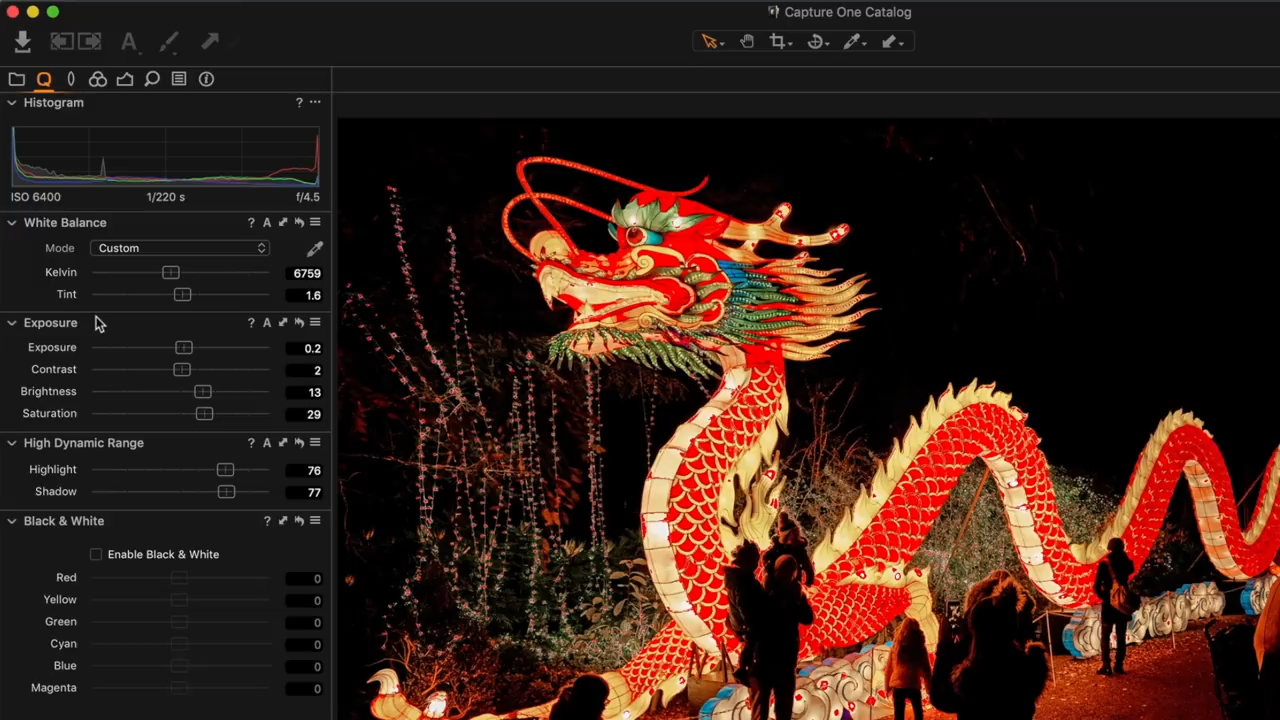 Capture One Catalog
A
Histogram
? ...
ISO 6400 1/220 s f/4.5
White Balance ? A
Mode Custom
Kelvin 6759
Tint 1.6
Exposure ? A
Exposure 0.2
Contrast 2
Brightness 13
Saturation 29
High Dynamic Range ? A
Highlight 76
Shadow 77
Black & White ?
Enable Black & White
Red 0
Yellow 0
Green 0
Cyan 0
Blue 0
Magenta 0